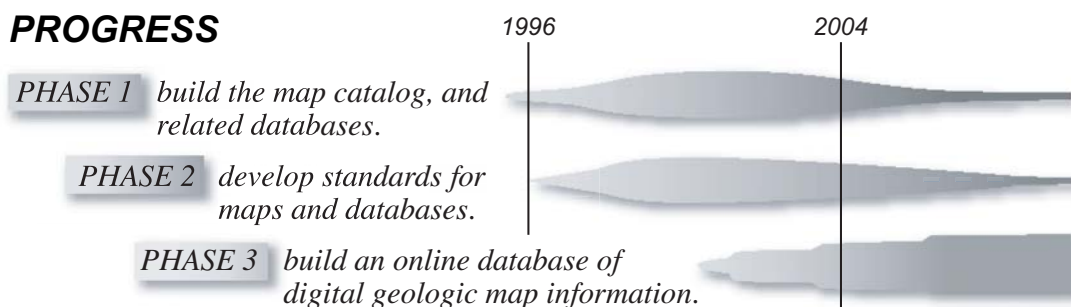 PROGRESS
1996
2004
PHASE 1 build the map catalog, and
related databases.
PHASE 2 develop standards for
maps and databases.
PHASE 3 build an online database of
digital geologic map information.